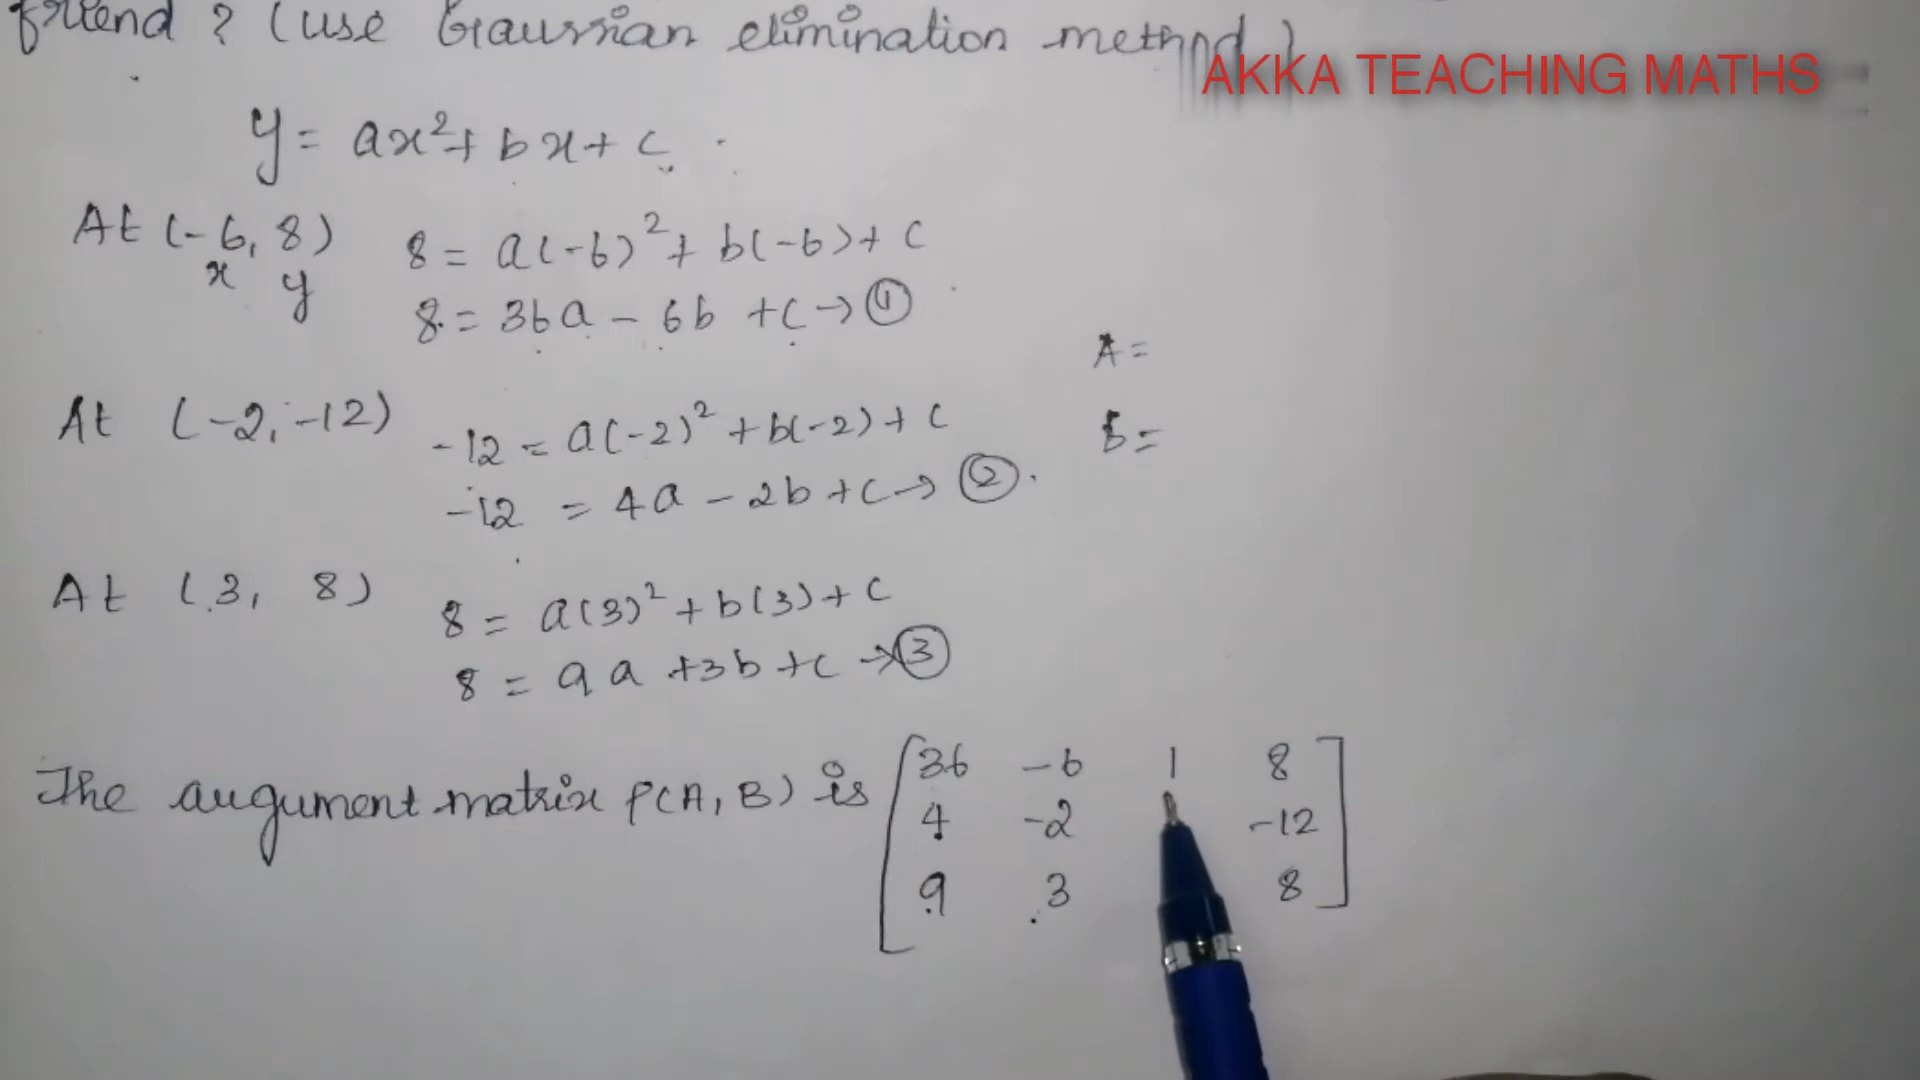 friend ? (use Gaussian elimination method)
AKKA TEACHING MATHS
y = ax²+ bx+ c
At (-6, 8) 8 = a(-6)²+ b(-6)+ c
x y
8 = 36a - 6b +c → ①
A =
At (-2, -12) -12 = a(-2)² +b(-2)+ c
B =
-12 = 4a - 2b +c → ②
At (3, 8) 8 = a(3)² +b(3)+ c
8 = 9a +3b +c → ③
The augument matrix ρ(A, B) is [36 -6 1 8
4 -2 -12
9 3 8]